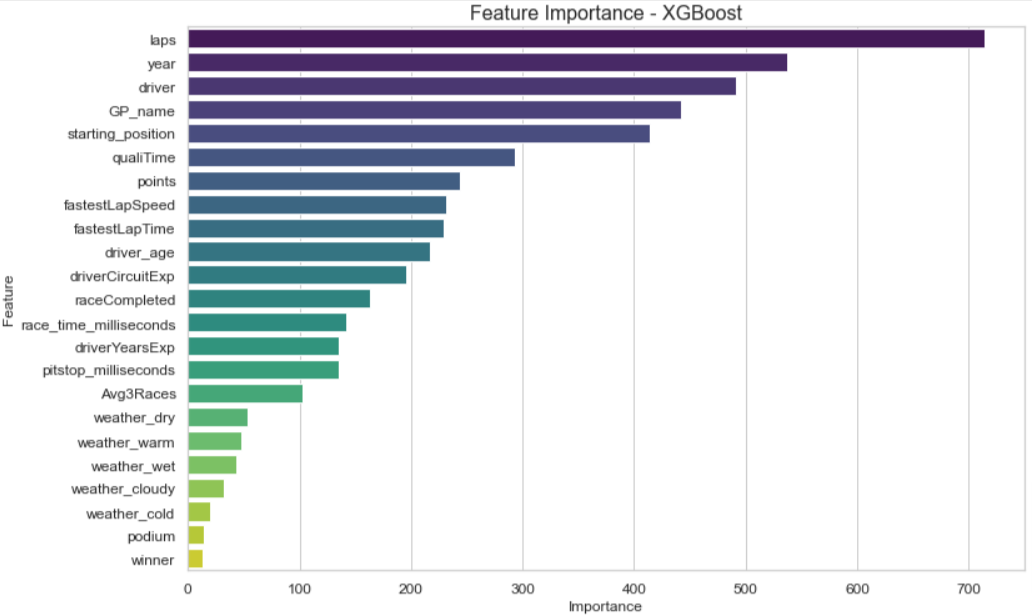 Feature Importance - XGBoost
laps
year
driver
GP_name
starting_position
qualiTime
points
fastestLapSpeed
fastestLapTime
driver_age
driverCircuitExp
raceCompleted
race_time_milliseconds
driverYearsExp
pitstop_milliseconds
Avg3Races
weather_dry
weather_warm
weather_wet
weather_cloudy
weather_cold
podium
winner
Feature
0 100 200 300 400 500 600 700
Importance